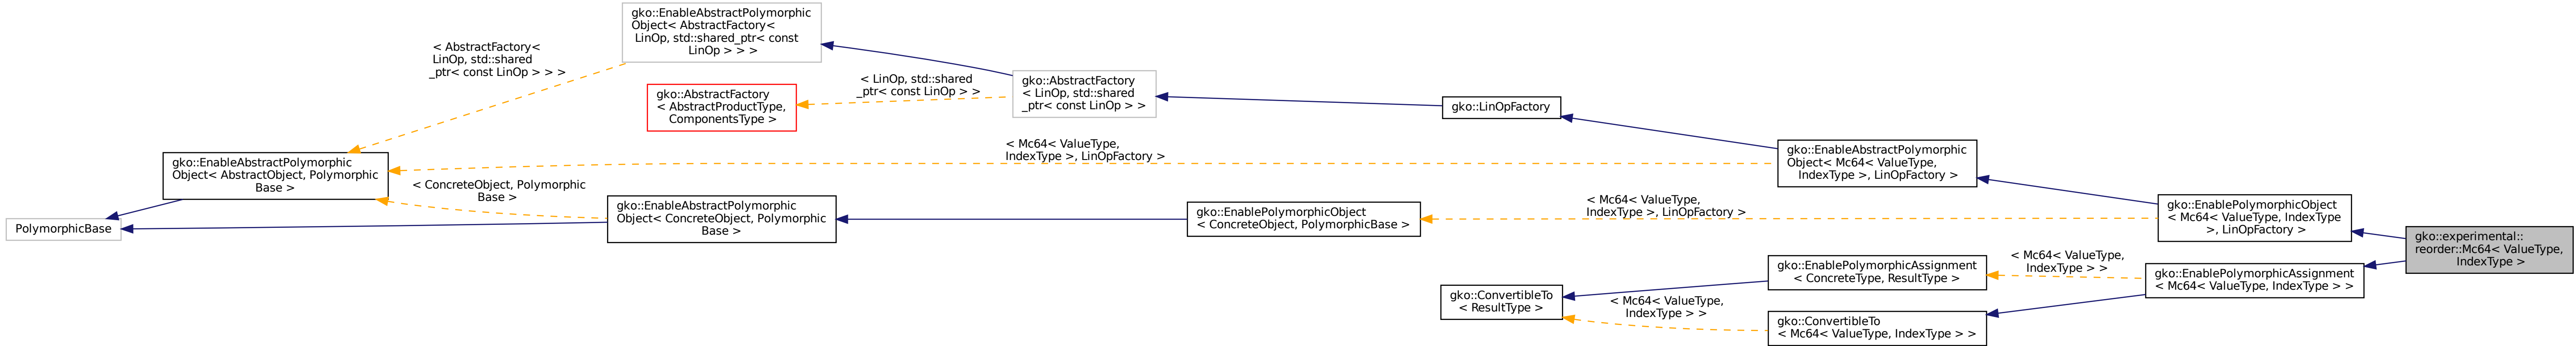 gko::EnableAbstractPolymorphic
Object< AbstractFactory<
LinOp, std::shared_ptr< const
LinOp > > >
< AbstractFactory<
LinOp, std::shared
_ptr< const LinOp > > >
gko::AbstractFactory
< AbstractProductType,
ComponentsType >
< LinOp, std::shared
_ptr< const LinOp > >
gko::AbstractFactory
< LinOp, std::shared
_ptr< const LinOp > >
gko::LinOpFactory
gko::EnableAbstractPolymorphic
Object< AbstractObject, Polymorphic
Base >
< Mc64< ValueType,
IndexType >, LinOpFactory >
gko::EnableAbstractPolymorphic
Object< Mc64< ValueType,
IndexType >, LinOpFactory >
< ConcreteObject, Polymorphic
Base >
PolymorphicBase
gko::EnableAbstractPolymorphic
Object< ConcreteObject, Polymorphic
Base >
gko::EnablePolymorphicObject
< ConcreteObject, PolymorphicBase >
< Mc64< ValueType,
IndexType >, LinOpFactory >
gko::EnablePolymorphicObject
< Mc64< ValueType, IndexType
>, LinOpFactory >
gko::experimental::
reorder::Mc64< ValueType,
IndexType >
gko::ConvertibleTo
< ResultType >
gko::EnablePolymorphicAssignment
< ConcreteType, ResultType >
< Mc64< ValueType,
IndexType > >
gko::EnablePolymorphicAssignment
< Mc64< ValueType, IndexType > >
< Mc64< ValueType,
IndexType > >
gko::ConvertibleTo
< Mc64< ValueType, IndexType > >